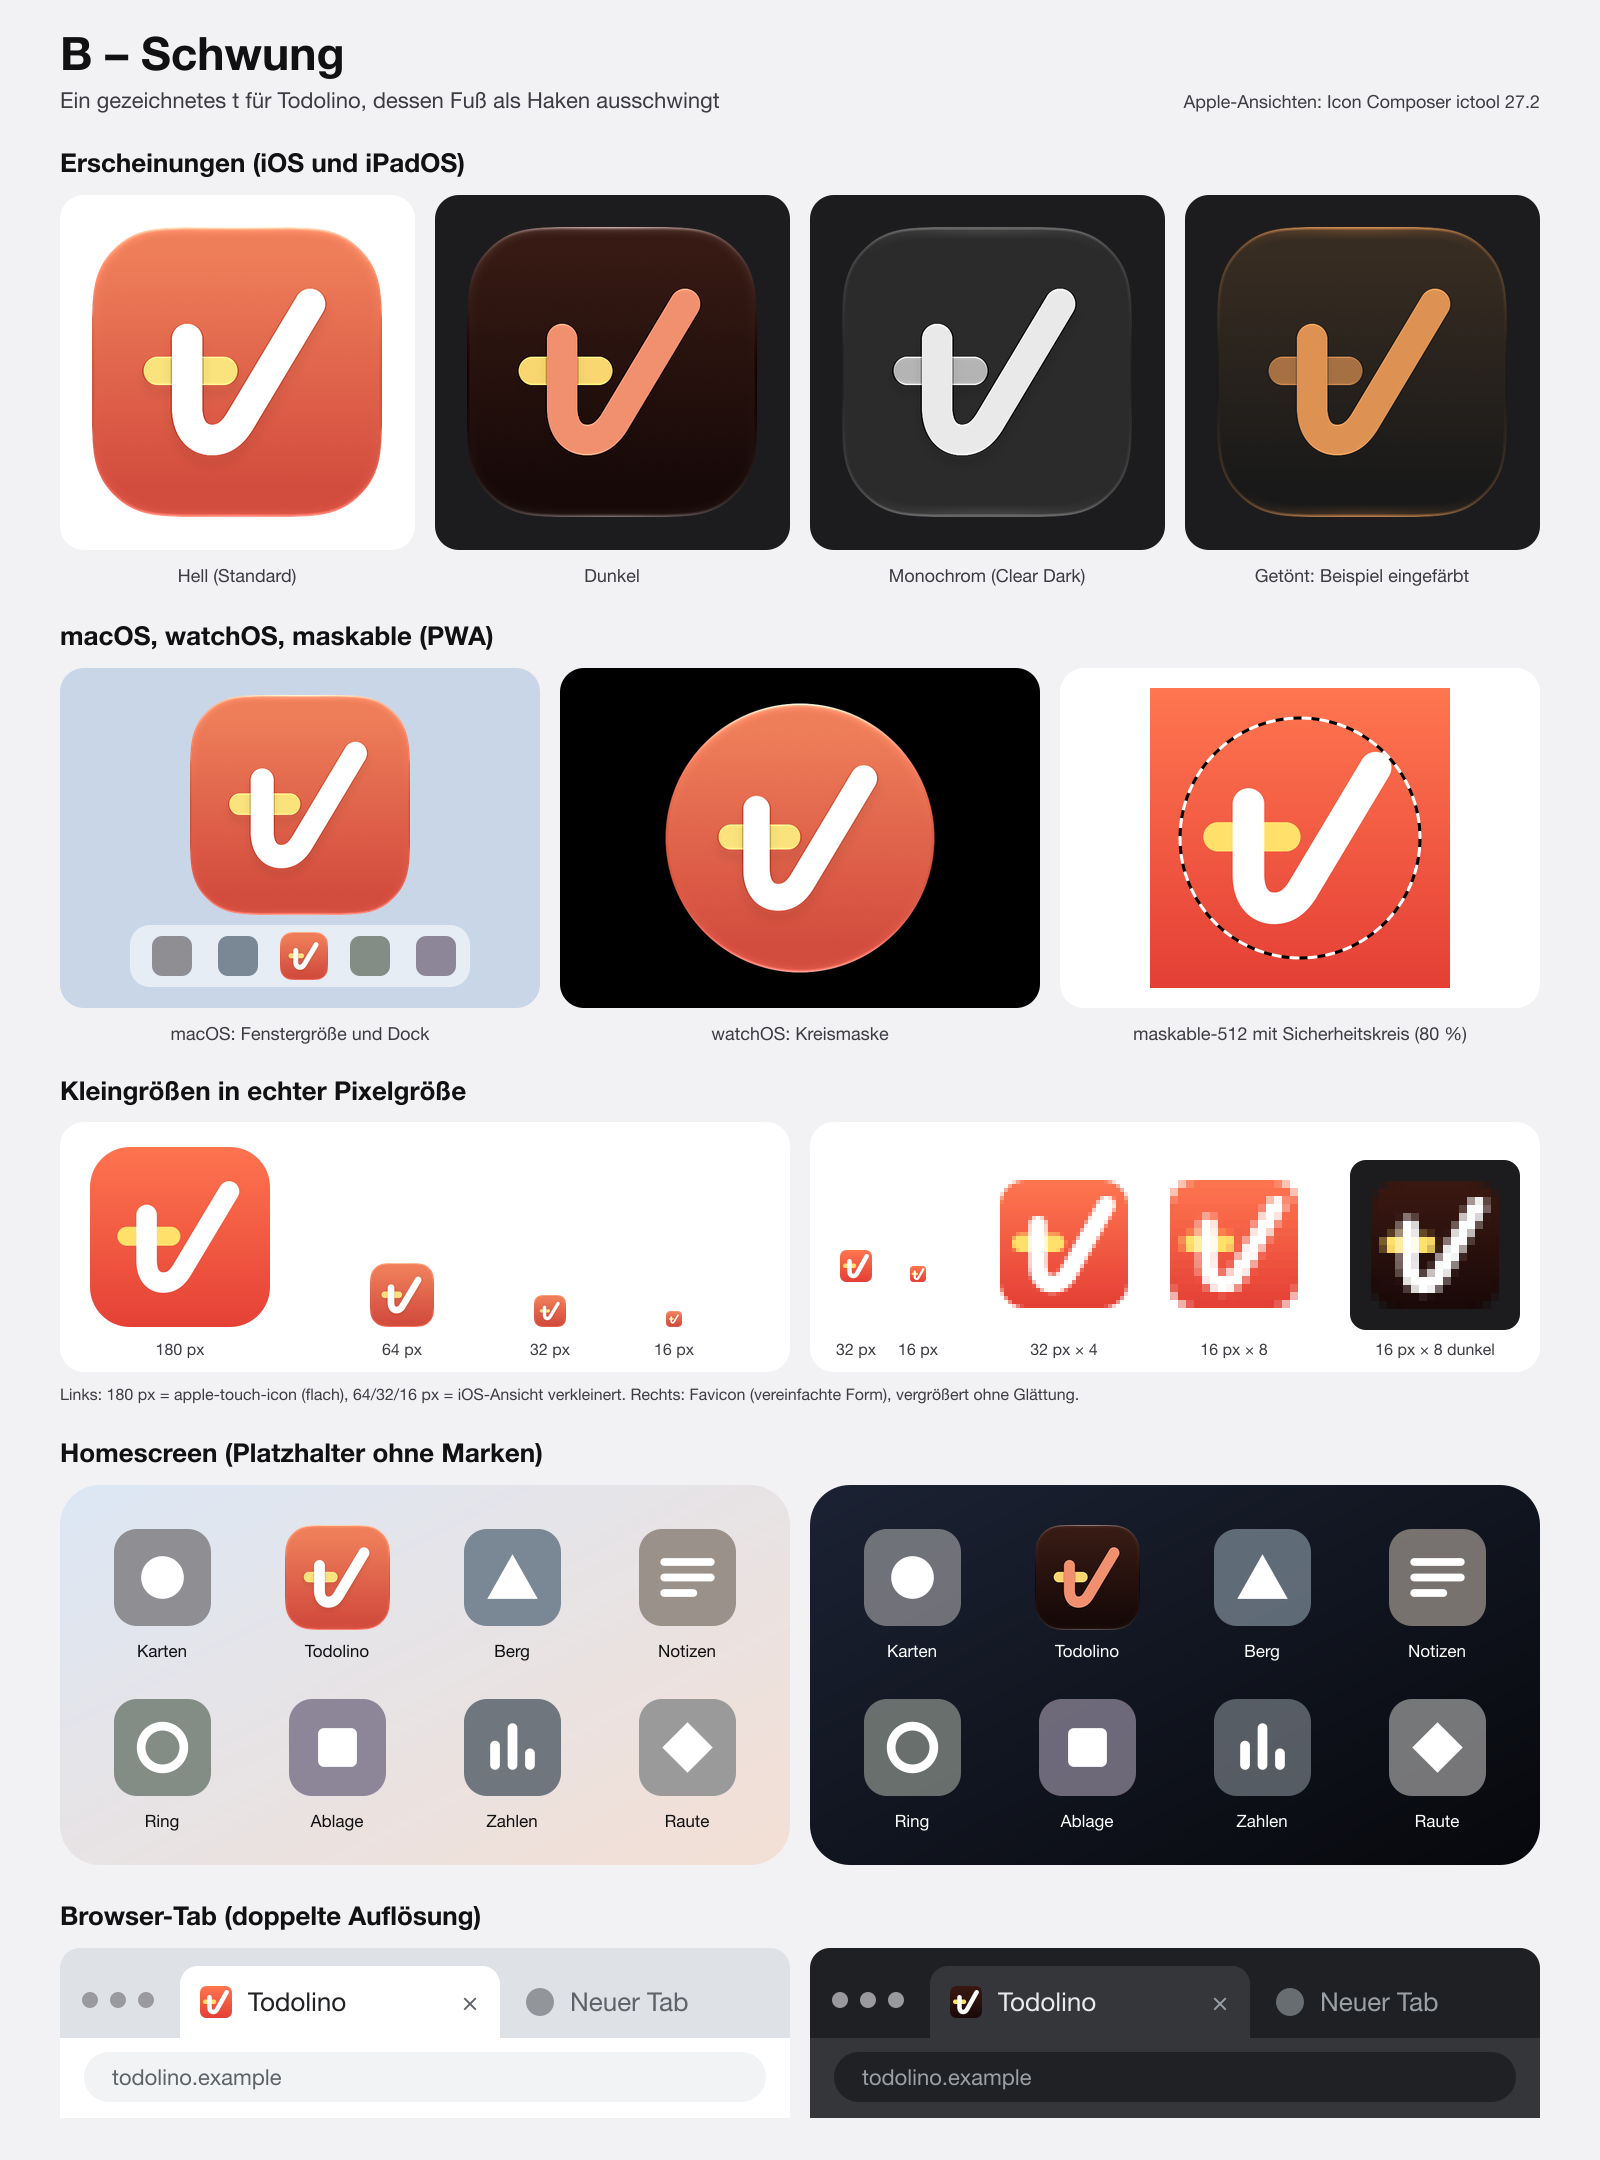 B – Schwung
Ein gezeichnetes t für Todolino, dessen Fuß als Haken ausschwingt
Apple-Ansichten: Icon Composer ictool 27.2
Erscheinungen (iOS und iPadOS)
Hell (Standard)
Dunkel
Monochrom (Clear Dark)
Getönt: Beispiel eingefärbt
macOS, watchOS, maskable (PWA)
macOS: Fenstergröße und Dock
watchOS: Kreismaske
maskable-512 mit Sicherheitskreis (80 %)
Kleingrößen in echter Pixelgröße
180 px
64 px
32 px
16 px
32 px
16 px
32 px × 4
16 px × 8
16 px × 8 dunkel
Links: 180 px = apple-touch-icon (flach), 64/32/16 px = iOS-Ansicht verkleinert. Rechts: Favicon (vereinfachte Form), vergrößert ohne Glättung.
Homescreen (Platzhalter ohne Marken)
Karten
Todolino
Berg
Notizen
Ring
Ablage
Zahlen
Raute
Karten
Todolino
Berg
Notizen
Ring
Ablage
Zahlen
Raute
Browser-Tab (doppelte Auflösung)
Todolino
×
Neuer Tab
todolino.example
Todolino
×
Neuer Tab
todolino.example